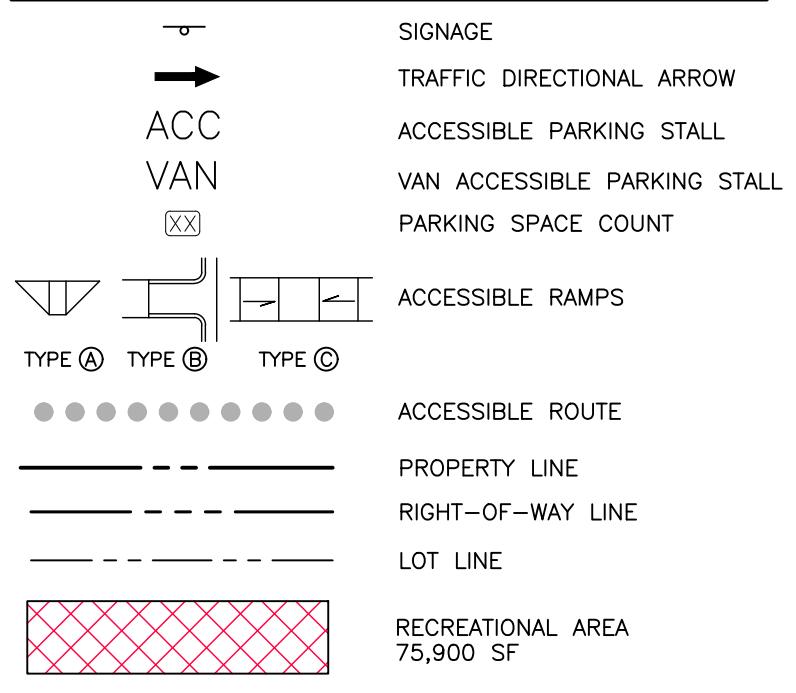 SIGNAGE
TRAFFIC DIRECTIONAL ARROW
ACC ACCESSIBLE PARKING STALL
VAN VAN ACCESSIBLE PARKING STALL
XX PARKING SPACE COUNT
ACCESSIBLE RAMPS
TYPE A TYPE B TYPE C
ACCESSIBLE ROUTE
PROPERTY LINE
RIGHT-OF-WAY LINE
LOT LINE
RECREATIONAL AREA
75,900 SF